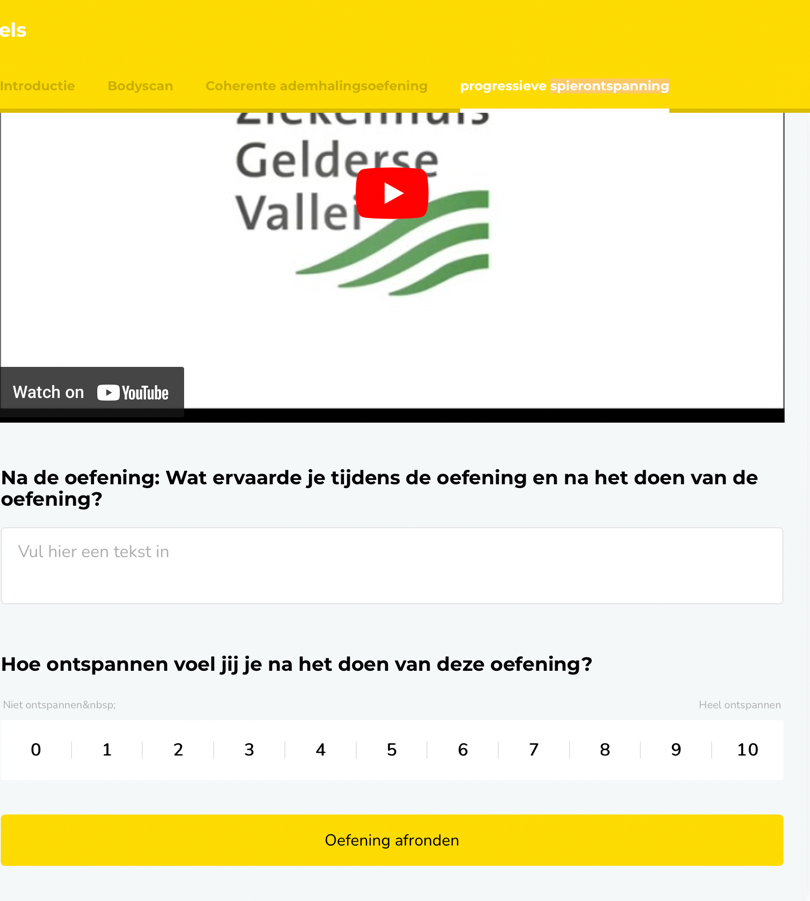 els
Introductie Bodyscan Coherente ademhalingsoefening progressieve spierontspanning
Ziekenhuis
Gelderse
Vallei
Watch on YouTube
Na de oefening: Wat ervaarde je tijdens de oefening en na het doen van de
oefening?
Vul hier een tekst in
Hoe ontspannen voel jij je na het doen van deze oefening?
Niet ontspannen&nbsp; Heel ontspannen
0 1 2 3 4 5 6 7 8 9 10
Oefening afronden